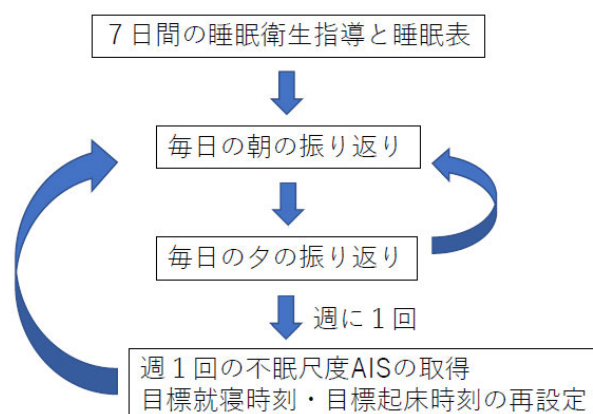 ７日間の睡眠衛生指導と睡眠表
毎日の朝の振り返り
毎日の夕の振り返り
週に１回
週１回の不眠尺度AISの取得
目標就寝時刻・目標起床時刻の再設定